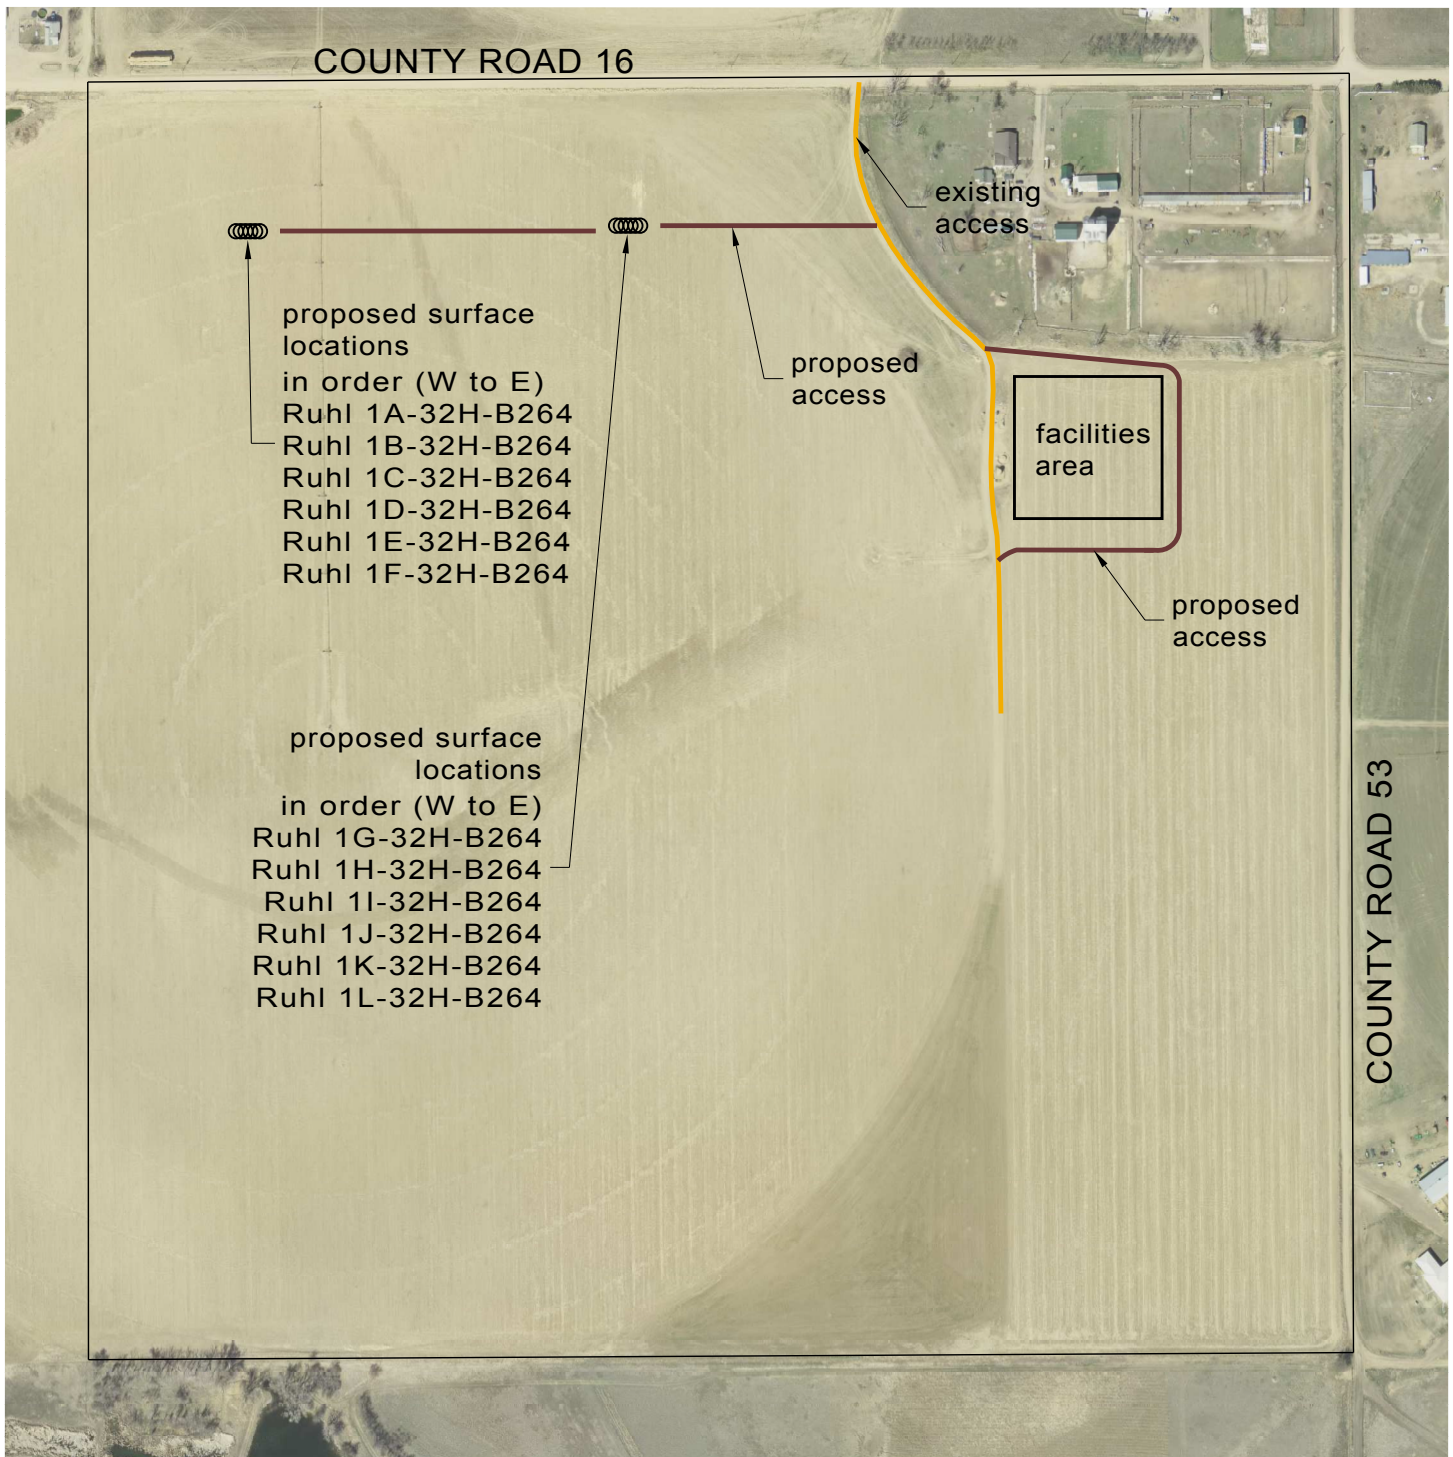 COUNTY ROAD 16
existing
access
proposed surface
locations
in order (W to E)
Ruhl 1A-32H-B264
Ruhl 1B-32H-B264
Ruhl 1C-32H-B264
Ruhl 1D-32H-B264
Ruhl 1E-32H-B264
Ruhl 1F-32H-B264
proposed
access
facilities
area
proposed
access
proposed surface
locations
in order (W to E)
Ruhl 1G-32H-B264
Ruhl 1H-32H-B264
Ruhl 1I-32H-B264
Ruhl 1J-32H-B264
Ruhl 1K-32H-B264
Ruhl 1L-32H-B264
COUNTY ROAD 53